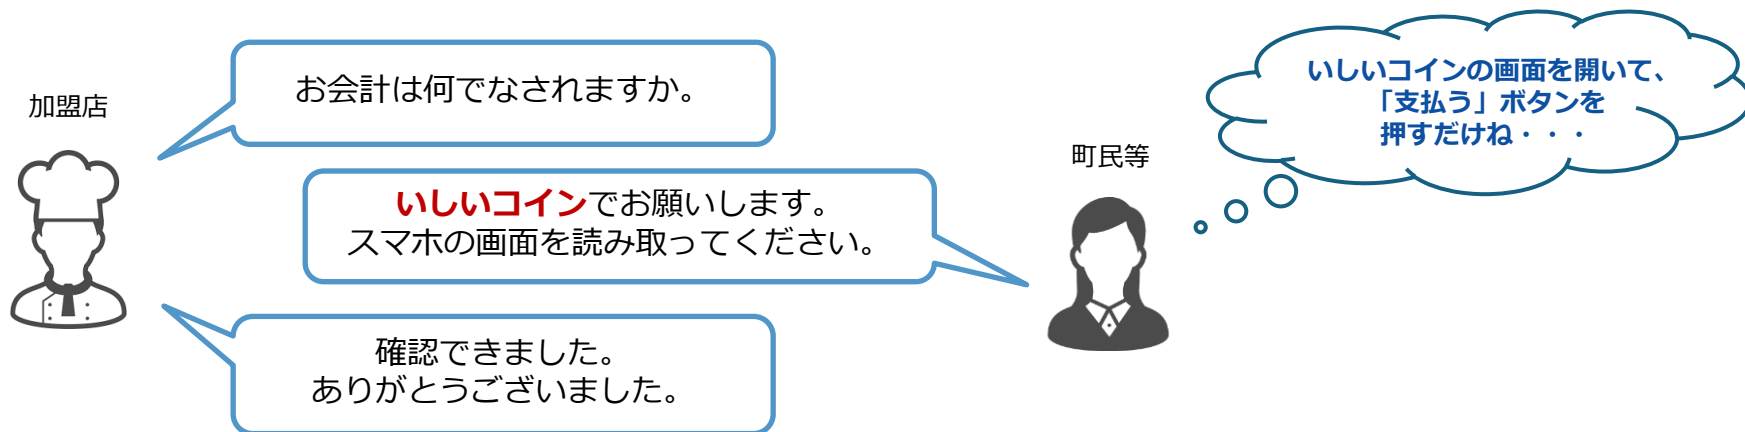 加盟店
お会計は何でなされますか。
いしいコインでお願いします。
スマホの画面を読み取ってください。
確認できました。
ありがとうございました。
町民等
いしいコインの画面を開いて、
「支払う」ボタンを
押すだけね・・・